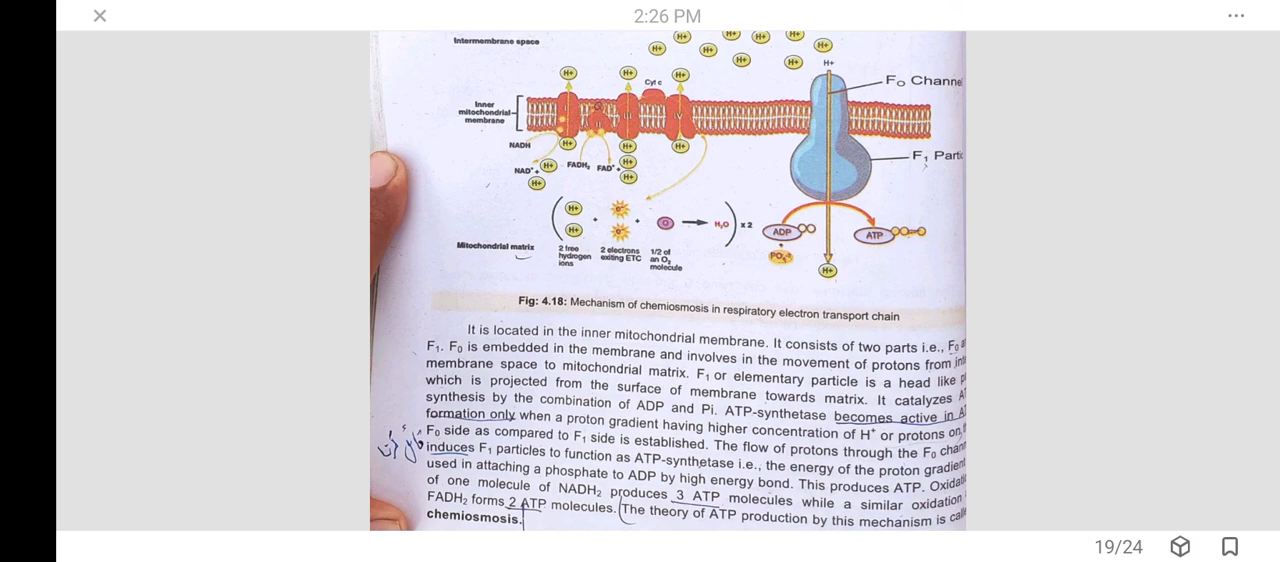 2:26 PM
Intermembrane space
H+ H+ H+ H+ H+ H+ H+ H+ H+
H+ H+ H+
Cyt c
Fo Channe
Inner
mitochondrial
membrane
I II III IV
NADH
H+ H+ H+
F1 Partic
NAD+ + H+
H+
FADH2 FAD+ + H+
H+
H+ + e- + O → H2O x 2
H+ e-
ADP
ATP
PO4-3
Mitochondrial matrix
2 free
hydrogen
ions
2 electrons
exiting ETC
1/2 of
an O2
molecule
H+
Fig: 4.18: Mechanism of chemiosmosis in respiratory electron transport chain
It is located in the inner mitochondrial membrane. It consists of two parts i.e., F0
F1. F0 is embedded in the membrane and involves in the movement of protons from
membrane space to mitochondrial matrix. F1 or elementary particle is a head like
which is projected from the surface of membrane towards matrix. It catalyzes
synthesis by the combination of ADP and Pi. ATP-synthetase becomes active in
formation only when a proton gradient having higher concentration of H+ or protons on
F0 side as compared to F1 side is established. The flow of protons through the F0
induces F1 particles to function as ATP-synthetase i.e., the energy of the proton gradient
used in attaching a phosphate to ADP by high energy bond. This produces ATP.
of one molecule of NADH2 produces 3 ATP molecules while a similar oxidation
FADH2 forms 2 ATP molecules. The theory of ATP production by this mechanism is
chemiosmosis.
19/24